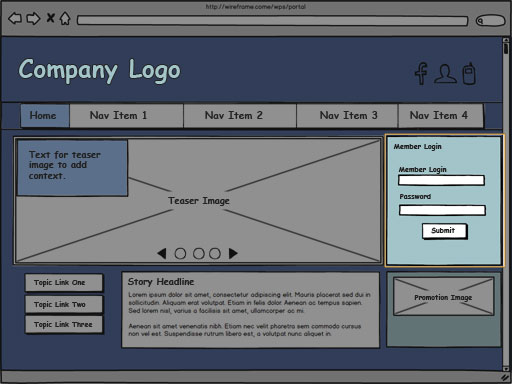 http://wireframe.come/wps/portal
Company Logo
Home
Nav Item 1
Nav Item 2
Nav Item 3
Nav Item 4
Text for teaser
image to add
context.
Teaser Image
Member Login
Member Login
Password
Submit
Topic Link One
Topic Link Two
Topic Link Three
Story Headline
Lorem ipsum dolor sit amet, consectetur adipiscing elit. Mauris placerat sed dui in
sollicitudin. Aliquam erat volutpat. Etiam in felis dolor. Aenean ac tempus sapien.
Sed lorem nisl, varius a facilisis sit amet, ullamcorper ac mi.
Aenean sit amet venenatis nibh. Etiam nec velit pharetra sem commodo cursus
non vel est. Suspendisse rutrum libero est, a volutpat nunc aliquet in.
Promotion Image